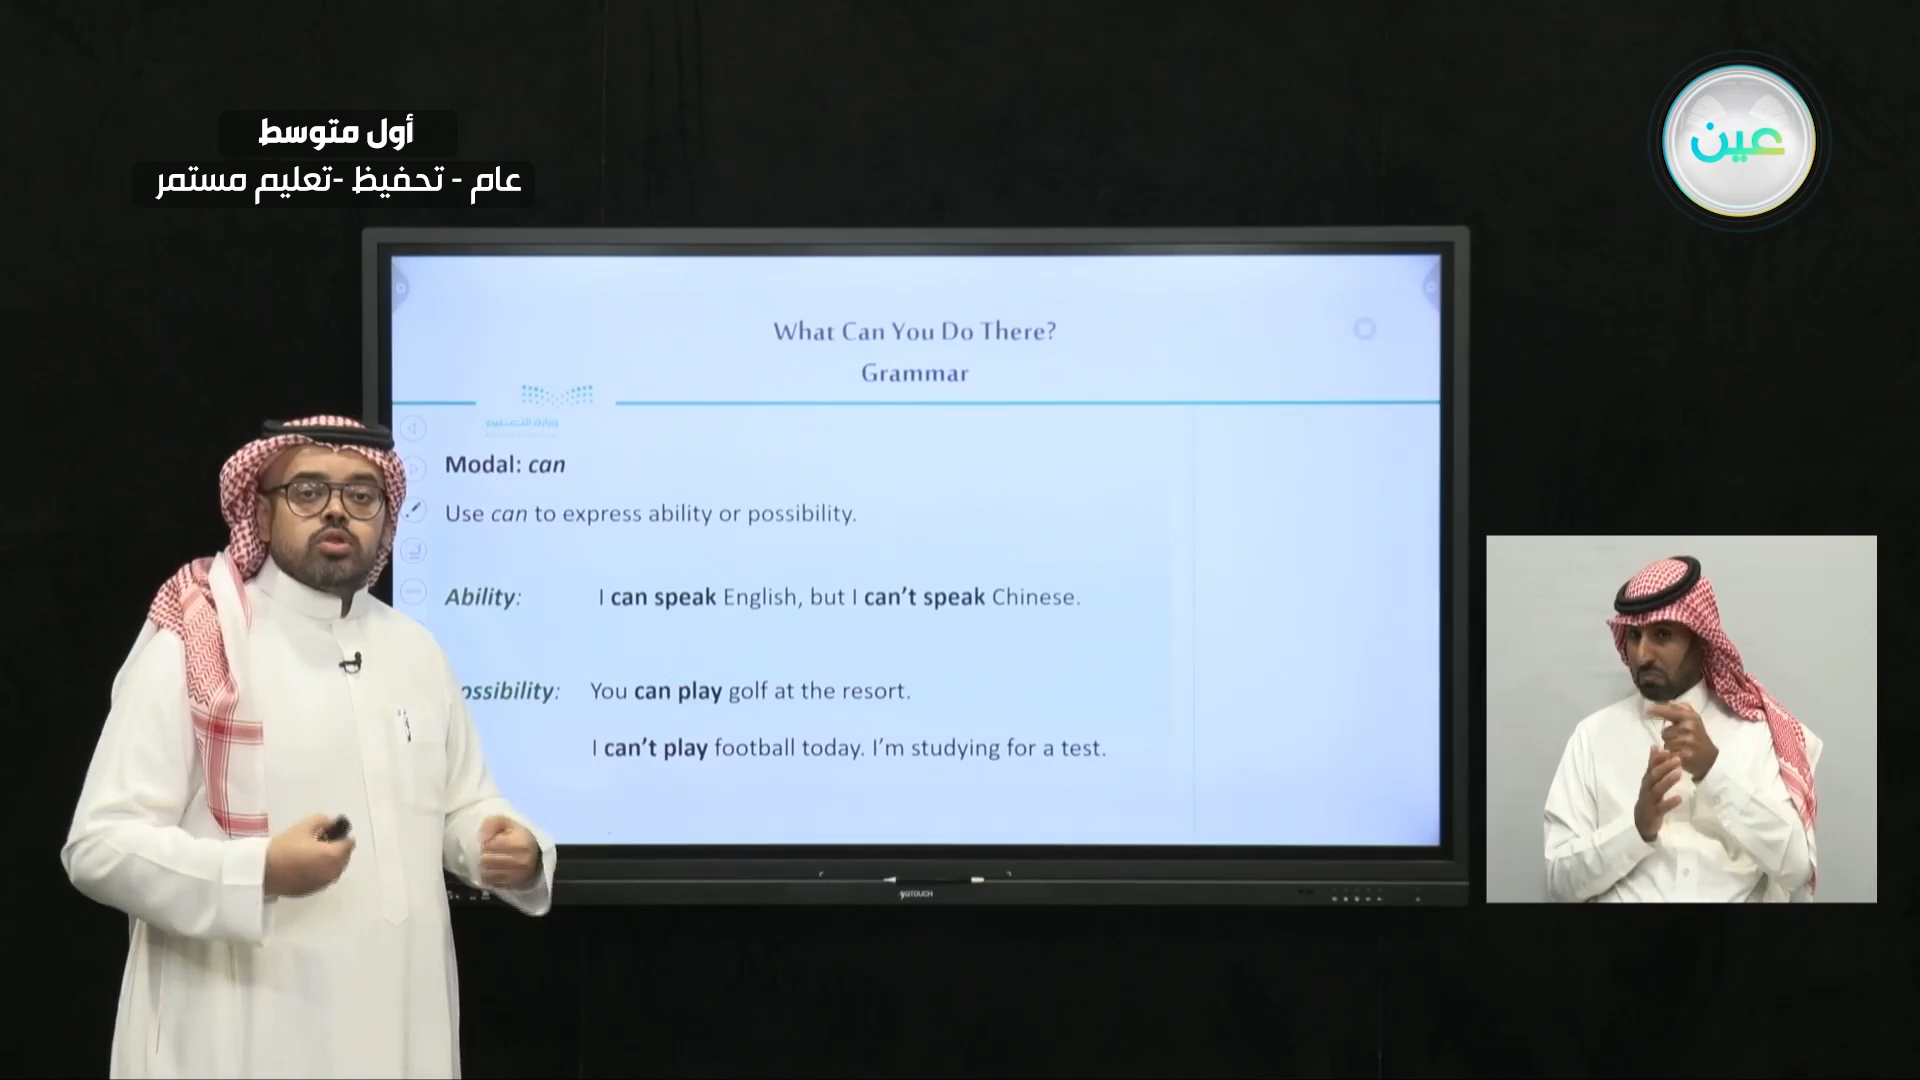 أول متوسط
عام - تحفيظ -تعليم مستمر
عين
What Can You Do There?
Grammar
وزارة التعليم
Modal: can
Use can to express ability or possibility.
Ability: I can speak English, but I can't speak Chinese.
ossibility: You can play golf at the resort.
I can't play football today. I'm studying for a test.